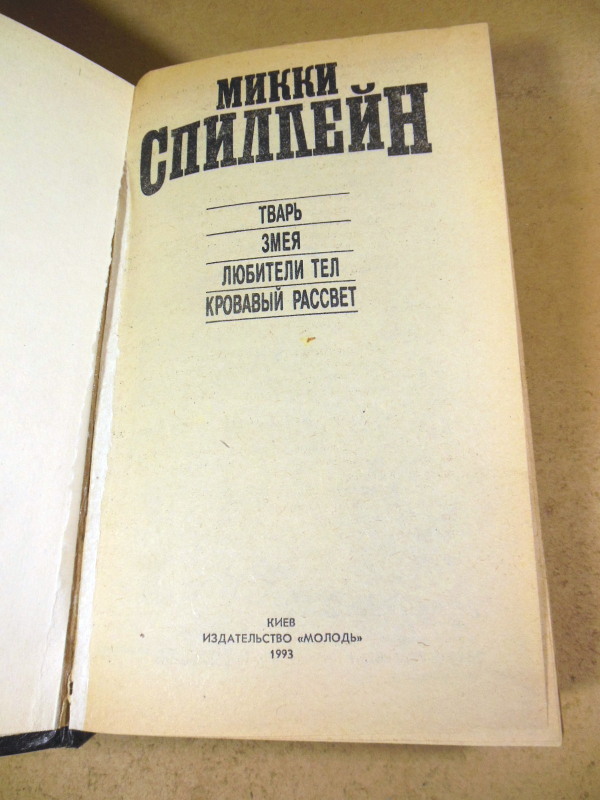 МИККИ
СПИЛЛЕЙН
ТВАРЬ
ЗМЕЯ
ЛЮБИТЕЛИ ТЕЛ
КРОВАВЫЙ РАССВЕТ
КИЕВ
ИЗДАТЕЛЬСТВО «МОЛОДЬ»
1993